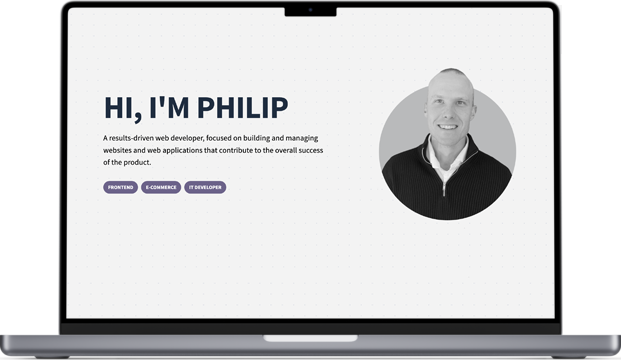 HI, I'M PHILIP
A results-driven web developer, focused on building and managing
websites and web applications that contribute to the overall success
of the product.
FRONTEND E-COMMERCE IT DEVELOPER